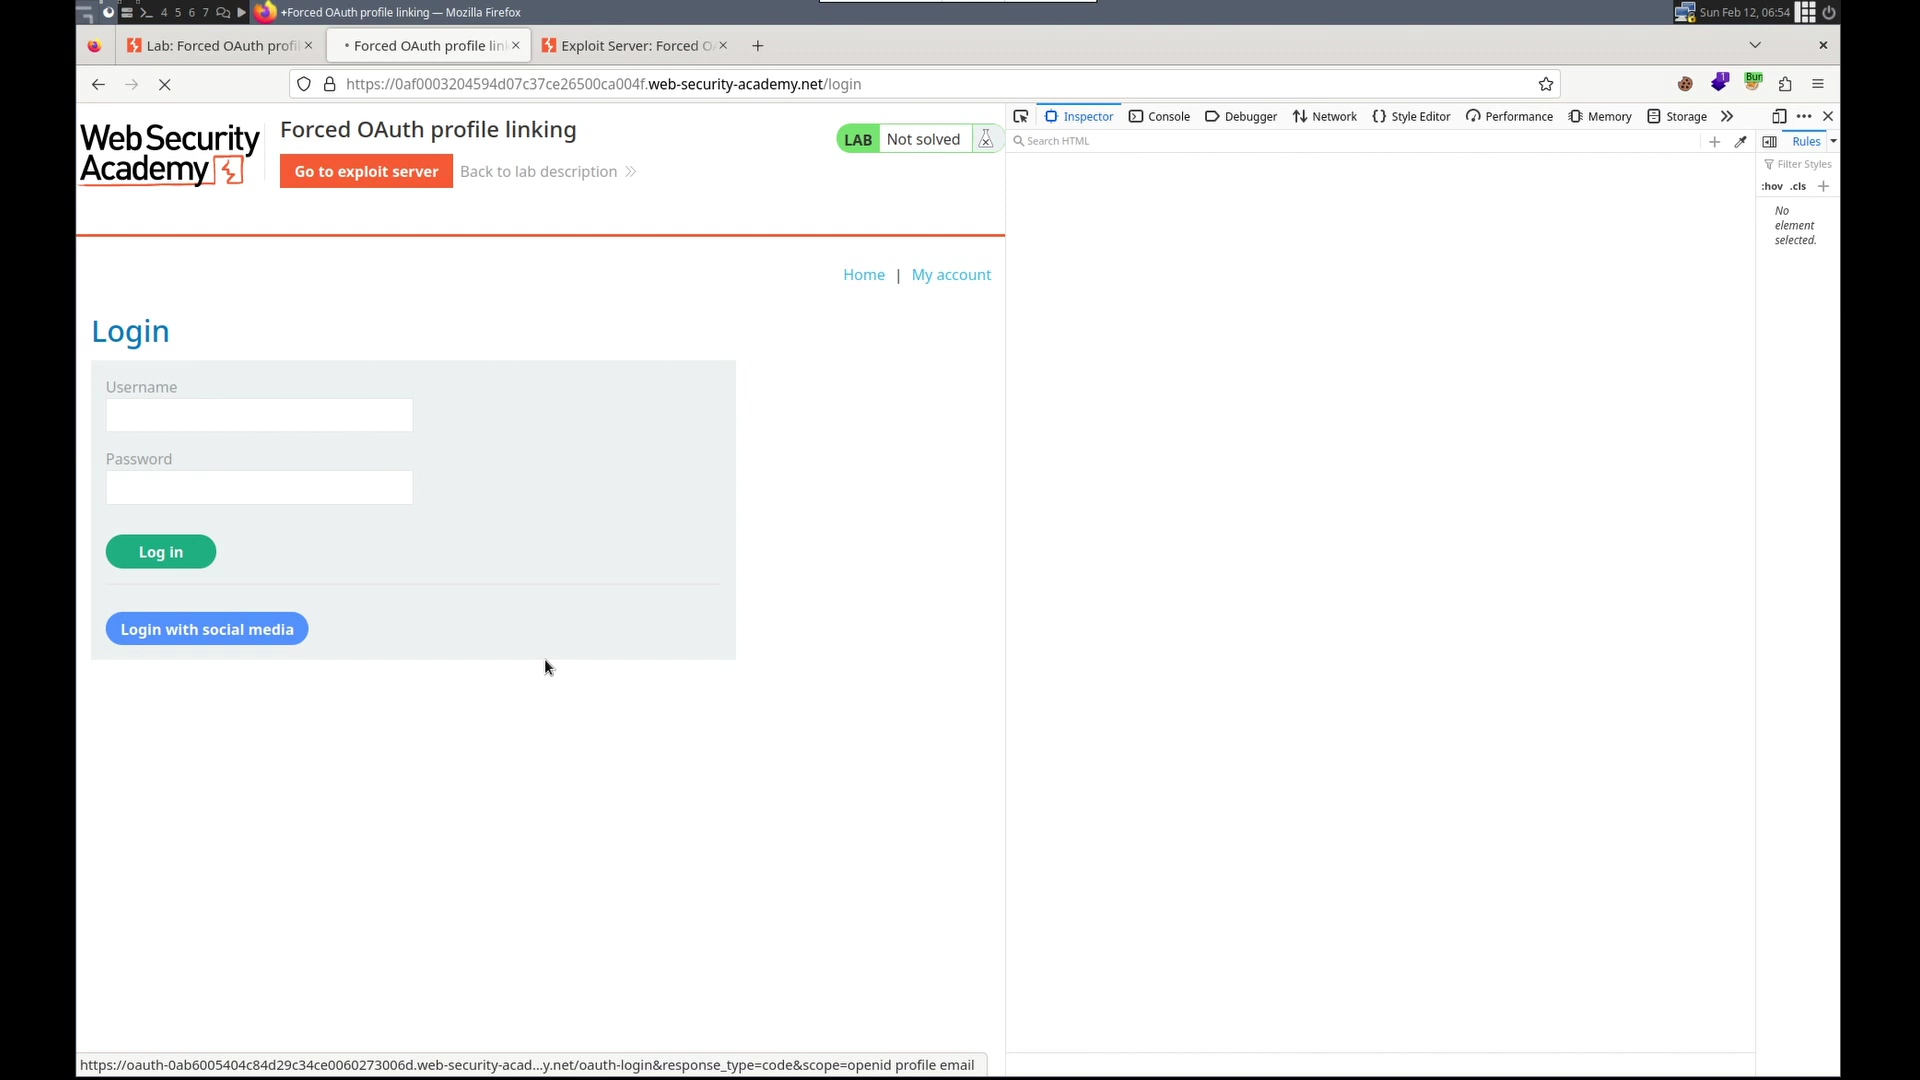 4 5 6 7 +Forced OAuth profile linking — Mozilla Firefox Sun Feb 12, 06:54
Lab: Forced OAuth profi
Forced OAuth profile lin
Exploit Server: Forced O
https://0af0003204594d07c37ce26500ca004f.web-security-academy.net/login
1
Bur
Web Security
Academy
Forced OAuth profile linking
LAB Not solved
Go to exploit server Back to lab description
Home | My account
Login
Username
Password
Log in
Login with social media
https://oauth-0ab6005404c84d29c34ce0060273006d.web-security-acad…y.net/oauth-login&response_type=code&scope=openid profile email
Inspector Console Debugger Network Style Editor Performance Memory Storage
Search HTML
Rules
Filter Styles
:hov .cls
No
element
selected.